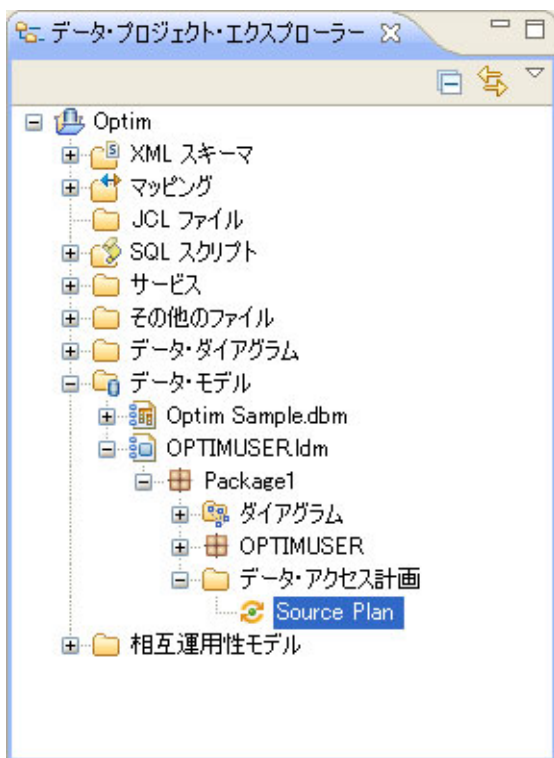 データ・プロジェクト・エクスプローラー
Optim
XML スキーマ
マッピング
JCL ファイル
SQL スクリプト
サービス
その他のファイル
データ・ダイアグラム
データ・モデル
Optim Sample.dbm
OPTIMUSER.ldm
Package1
ダイアグラム
OPTIMUSER
データ・アクセス計画
Source Plan
相互運用性モデル